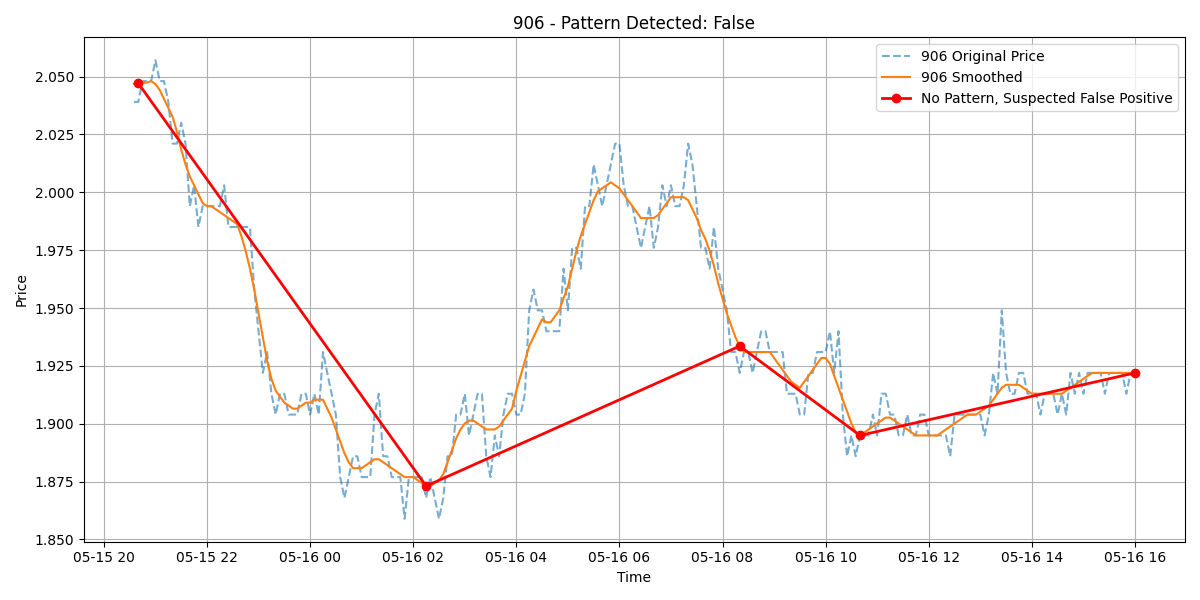 906 - Pattern Detected: False
906 Original Price
906 Smoothed
No Pattern, Suspected False Positive
Price
2.050
2.025
2.000
1.975
1.950
1.925
1.900
1.875
1.850
05-15 20 05-15 22 05-16 00 05-16 02 05-16 04 05-16 06 05-16 08 05-16 10 05-16 12 05-16 14 05-16 16
Time